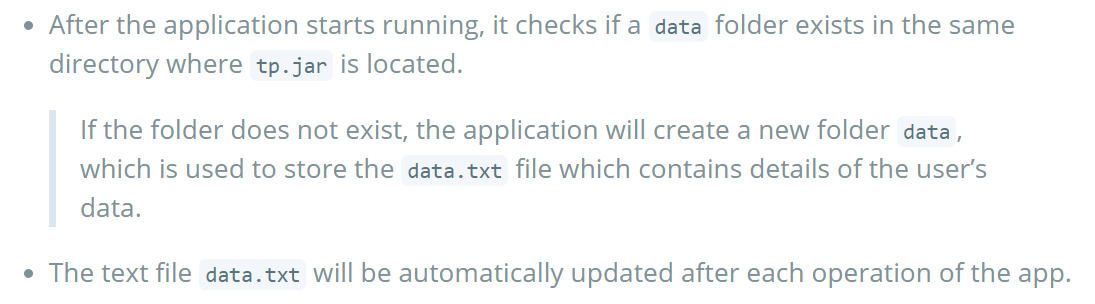 • After the application starts running, it checks if a data folder exists in the same
directory where tp.jar is located.
If the folder does not exist, the application will create a new folder data,
which is used to store the data.txt file which contains details of the user’s
data.
• The text file data.txt will be automatically updated after each operation of the app.